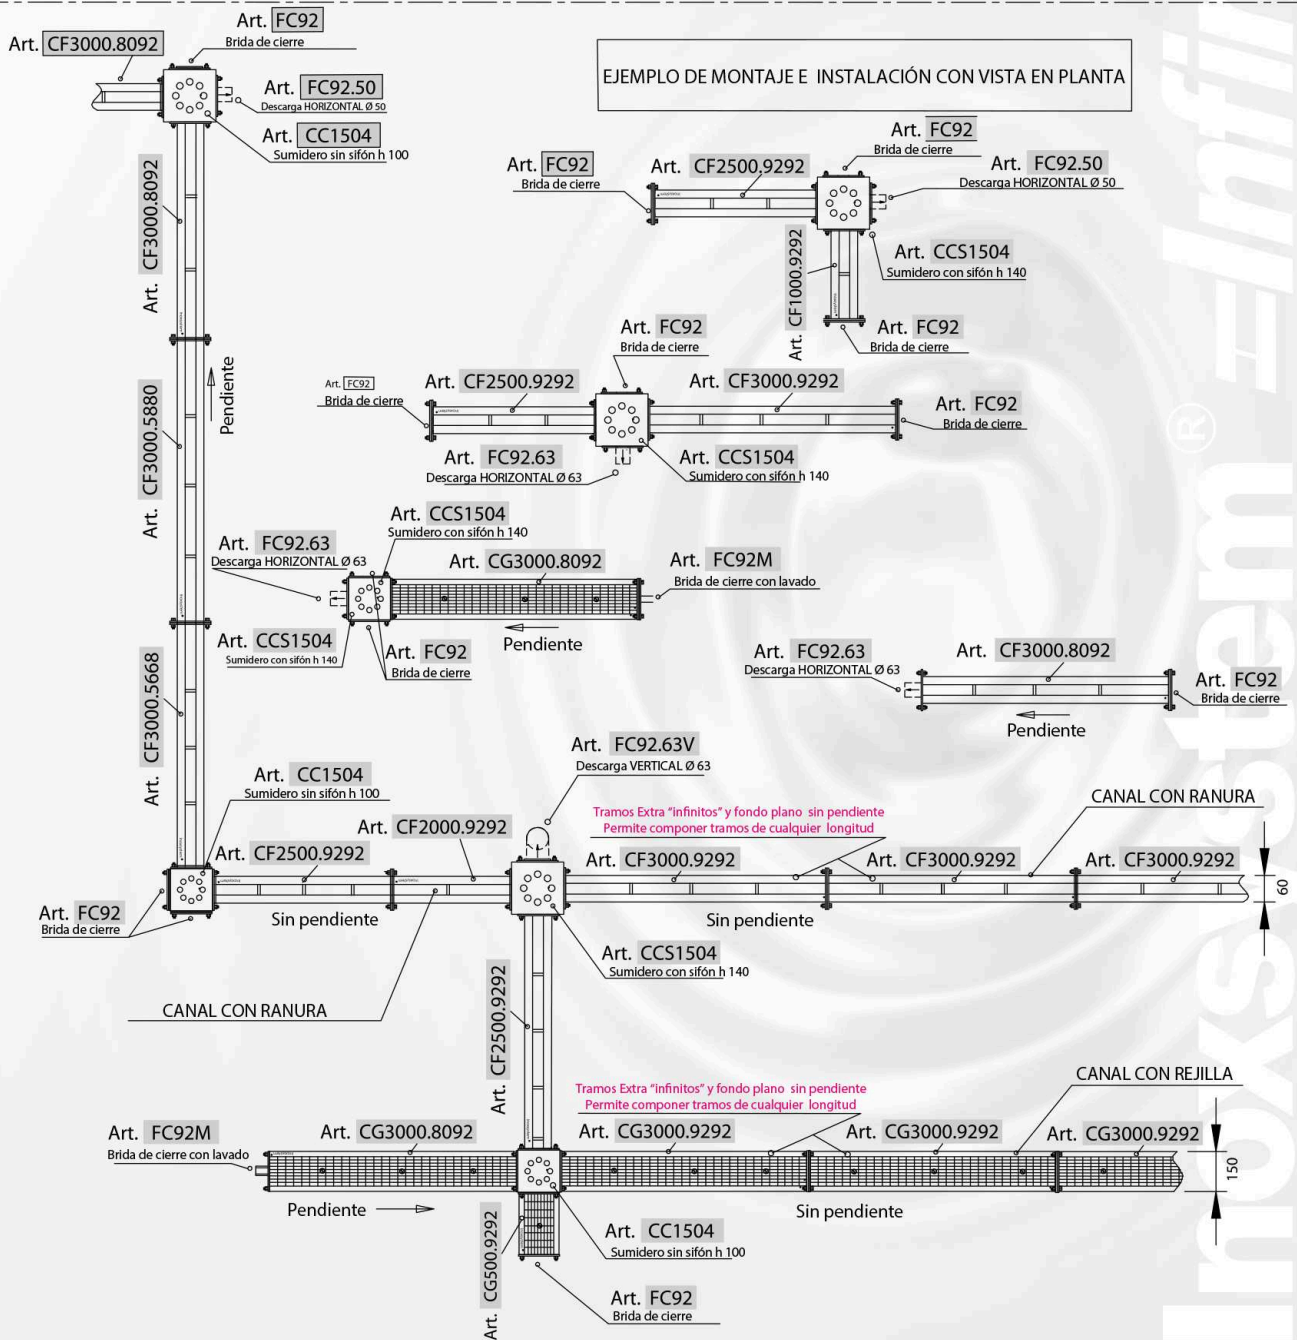 Art. FC92
Brida de cierre
Art. CF3000.8092
Art. FC92.50
Descarga HORIZONTAL Ø 50
Art. CC1504
Sumidero sin sifón h 100
EJEMPLO DE MONTAJE E INSTALACIÓN CON VISTA EN PLANTA
Art. FC92
Brida de cierre
Art. FC92
Brida de cierre
Art. CF2500.9292
Art. FC92.50
Descarga HORIZONTAL Ø 50
Art. CF3000.8092
Art. CF1000.9292
Art. CCS1504
Sumidero con sifón h 140
Art. FC92
Brida de cierre
Art. FC92
Brida de cierre
Pendiente
Art. FC92
Brida de cierre
Art. CF2500.9292
Art. CF3000.9292
Art. FC92
Brida de cierre
Art. CF3000.5880
Art. FC92.63
Descarga HORIZONTAL Ø 63
Art. CCS1504
Sumidero con sifón h 140
Art. CCS1504
Sumidero con sifón h 140
Art. FC92.63
Descarga HORIZONTAL Ø 63
Art. CG3000.8092
Art. FC92M
Brida de cierre con lavado
Art. CCS1504
Sumidero con sifón h 140
Art. FC92
Brida de cierre
Pendiente
Art. FC92.63
Descarga HORIZONTAL Ø 63
Art. CF3000.8092
Art. FC92
Brida de cierre
Pendiente
Art. CF3000.5668
Art. FC92.63V
Descarga VERTICAL Ø 63
Art. CC1504
Sumidero sin sifón h 100
Art. CF2000.9292
Tramos Extra "infinitos" y fondo plano sin pendiente
Permite componer tramos de cualquier longitud
CANAL CON RANURA
Art. CF2500.9292
Art. CF3000.9292
Art. CF3000.9292
Art. CF3000.9292
60
Art. FC92
Brida de cierre
Sin pendiente
Sin pendiente
Art. CCS1504
Sumidero con sifón h 140
CANAL CON RANURA
Art. CF2500.9292
Tramos Extra "infinitos" y fondo plano sin pendiente
Permite componer tramos de cualquier longitud
CANAL CON REJILLA
Art. FC92M
Brida de cierre con lavado
Art. CG3000.8092
Art. CG3000.9292
Art. CG3000.9292
Art. CG3000.9292
150
Pendiente
Sin pendiente
Art. CG500.9292
Art. CC1504
Sumidero sin sifón h 100
Art. FC92
Brida de cierre
Inoxsystem®